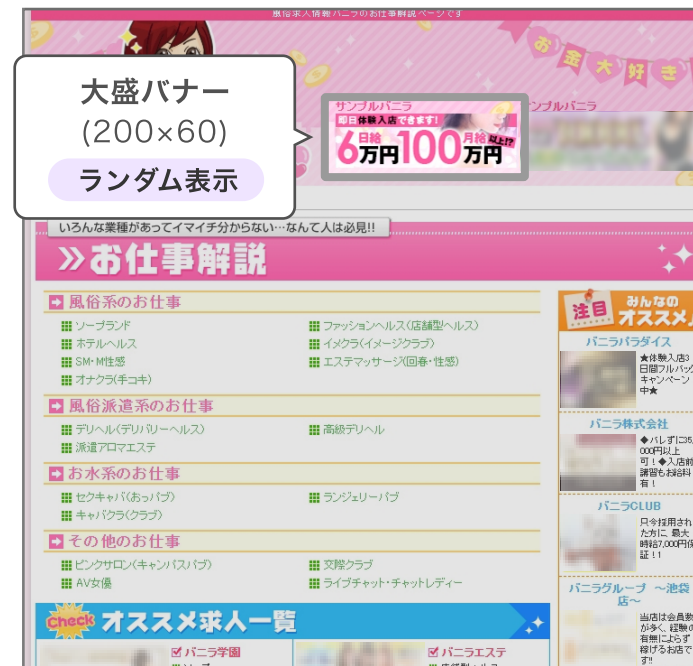 風俗求人情報バニラのお仕事解説ページです
お金大好き
大盛バナー
(200×60)
ランダム表示
サンプルバニラ
即日体験入店できます!
日給6万円 月給100万円以上!?
ンプルバニラ
いろんな業種があってイマイチ分からない…なんて人は必見!!
お仕事解説
風俗系のお仕事
ソープランド
ファッションヘルス(店舗型ヘルス)
ホテルヘルス
イメクラ(イメージクラブ)
SM・M性感
エステマッサージ(回春・性感)
オナクラ(手コキ)
風俗派遣系のお仕事
デリヘル(デリバリーヘルス)
高級デリヘル
派遣アロマエステ
お水系のお仕事
セクキャバ(おっパブ)
ランジェリーパブ
キャバクラ(クラブ)
その他のお仕事
ピンクサロン(キャンパスパブ)
交際クラブ
AV女優
ライブチャット・チャットレディー
Check オススメ求人一覧
バニラ学園
バニラエステ
注目
みんなの
オススメ
バニラパラダイス
★体験入店3
日間フルバック
キャンペーン
中★
バニラ株式会社
◆バレずに35,
000円以上
可!◆入店前
講習もお給料
有!
バニラCLUB
只今採用され
た方に 最大
時給7,000円保
証!1
バニラグループ ～池袋
店～
当店は会員数
が多く、経験の
有無によらず
稼げるお店で
す!!